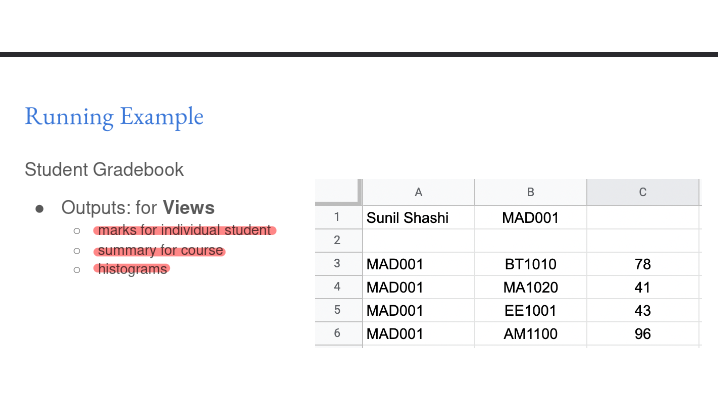 Running Example
Student Gradebook
● Outputs: for Views
○ marks for individual student
○ summary for course
○ histograms
A B C
1 Sunil Shashi MAD001
2
3 MAD001 BT1010 78
4 MAD001 MA1020 41
5 MAD001 EE1001 43
6 MAD001 AM1100 96